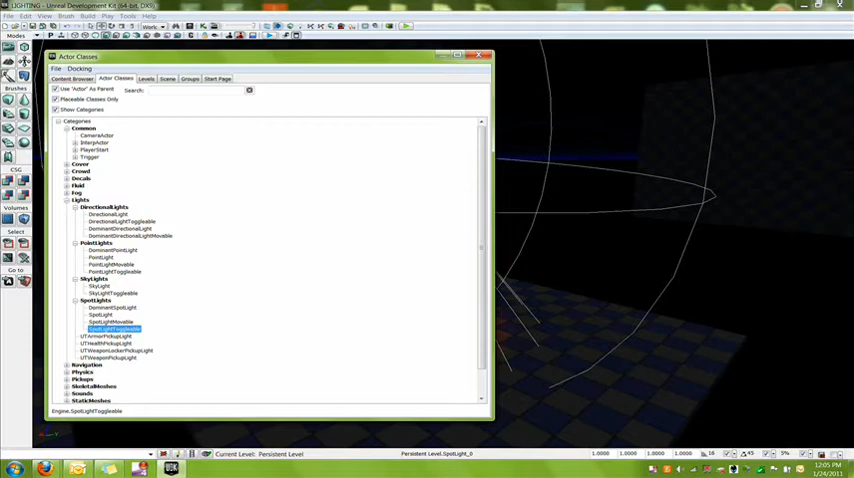 LIGHTING - Unreal Development Kit (64-bit, DX9)
File Edit View Brush Build Play Tools Help
Work
Modes
Actor Classes
File Docking
Content Browser Actor Classes Levels Scene Groups Start Page
Use 'Actor' As Parent Search:
Placeable Classes Only
Show Categories
Categories
Common
CameraActor
InterpActor
PlayerStart
Trigger
Cover
Crowd
Decals
Fluid
Fog
Lights
DirectionalLights
DirectionalLight
DirectionalLightToggleable
DominantDirectionalLight
DominantDirectionalLightMovable
PointLights
DominantPointLight
PointLight
PointLightMovable
PointLightToggleable
SkyLights
SkyLight
SkyLightToggleable
SpotLights
DominantSpotLight
SpotLight
SpotLightMovable
SpotLightToggleable
UTArmorPickupLight
UTHealthPickupLight
UTWeaponLockerPickupLight
UTWeaponPickupLight
Navigation
Physics
Pickups
SkeletalMeshes
Sounds
StaticMeshes
Engine.SpotLightToggleable
Brushes
CSG
Volumes
Select
Go to
Current Level: Persistent Level
Persistent Level.SpotLight_0
1.0000 1.0000 1.0000 1.0000 16 45 5%
12:05 PM
1/24/2011